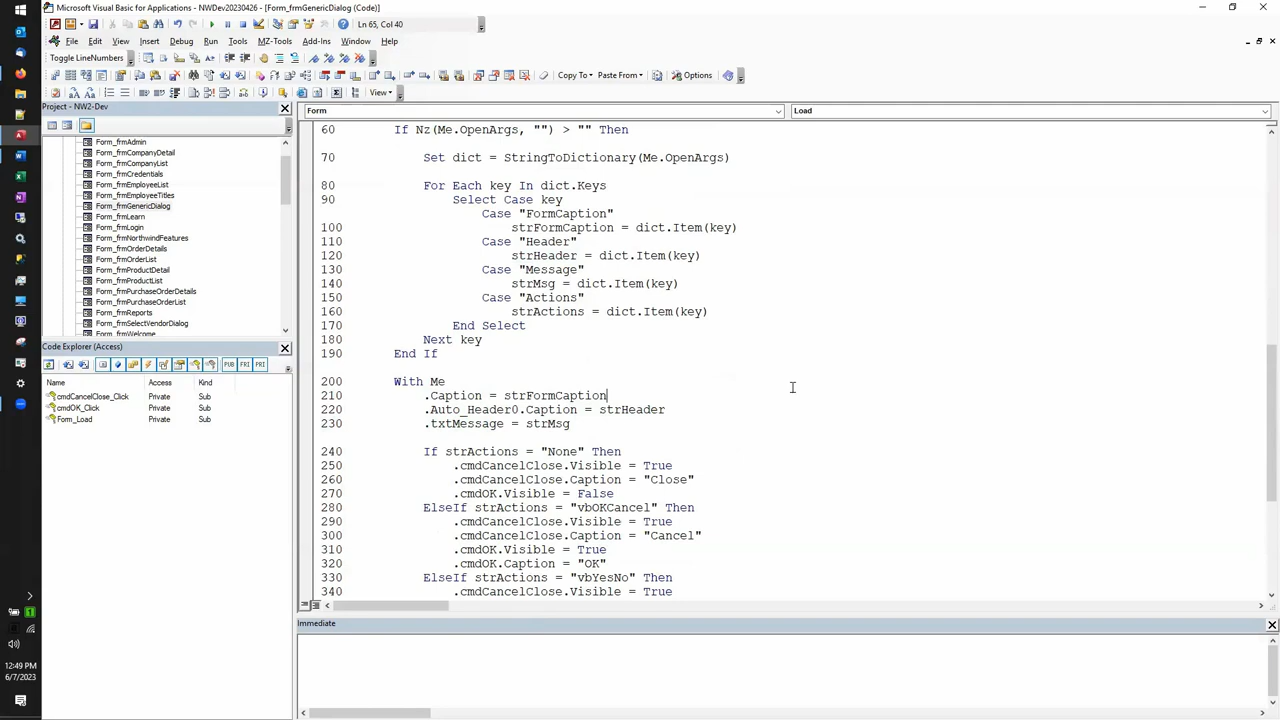 Microsoft Visual Basic for Applications - NWDev20230426 - [Form_frmGenericDialog (Code)]
Ln 65, Col 40
File Edit View Insert Debug Run Tools MZ-Tools Add-Ins Window Help
Toggle LineNumbers
Copy To Paste From Options
View
Project - NW2-Dev
Form Load
Form_frmAdmin
Form_frmCompanyDetail
Form_frmCompanyList
Form_frmCredentials
Form_frmEmployeeList
Form_frmEmployeeTitles
Form_frmGenericDialog
Form_frmLearn
Form_frmLogin
Form_frmNorthwindFeatures
Form_frmOrderDetails
Form_frmOrderList
Form_frmProductDetail
Form_frmProductList
Form_frmPurchaseOrderDetails
Form_frmPurchaseOrderList
Form_frmReports
Form_frmSelectVendorDialog
Form_frmWelcome
Code Explorer (Access)
PUB FRI PRI
Name Access Kind
cmdCancelClose_Click Private Sub
cmdOK_Click Private Sub
Form_Load Private Sub
60 If Nz(Me.OpenArgs, "") > "" Then
70 Set dict = StringToDictionary(Me.OpenArgs)
80 For Each key In dict.Keys
90 Select Case key
Case "FormCaption"
100 strFormCaption = dict.Item(key)
110 Case "Header"
120 strHeader = dict.Item(key)
130 Case "Message"
140 strMsg = dict.Item(key)
150 Case "Actions"
160 strActions = dict.Item(key)
170 End Select
180 Next key
190 End If
200 With Me
210 .Caption = strFormCaption
220 .Auto_Header0.Caption = strHeader
230 .txtMessage = strMsg
240 If strActions = "None" Then
250 .cmdCancelClose.Visible = True
260 .cmdCancelClose.Caption = "Close"
270 .cmdOK.Visible = False
280 ElseIf strActions = "vbOKCancel" Then
290 .cmdCancelClose.Visible = True
300 .cmdCancelClose.Caption = "Cancel"
310 .cmdOK.Visible = True
320 .cmdOK.Caption = "OK"
330 ElseIf strActions = "vbYesNo" Then
340 .cmdCancelClose.Visible = True
Immediate
1
12:49 PM
6/7/2023